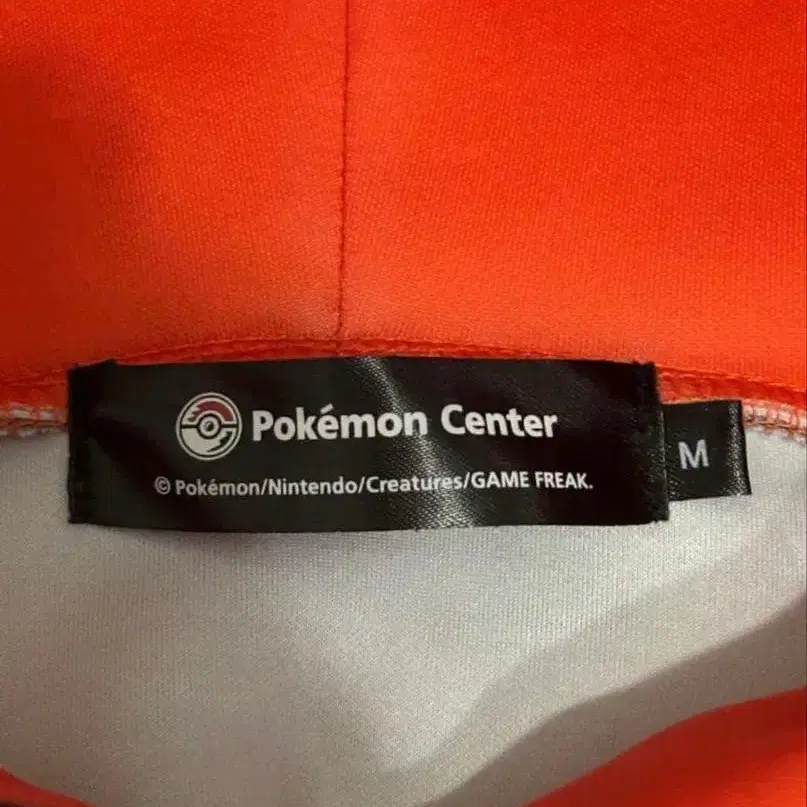 Pokémon Center
© Pokémon/Nintendo/Creatures/GAME FREAK.
M